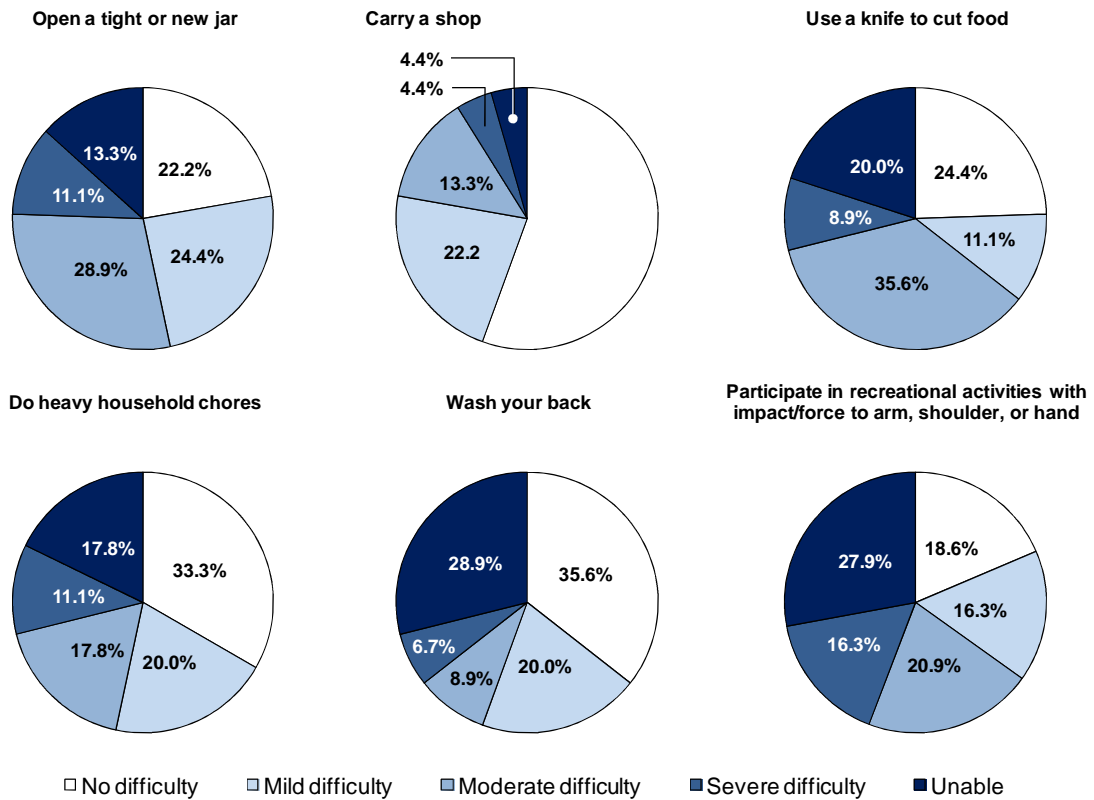 Open a tight or new jar
13.3%
22.2%
11.1%
24.4%
28.9%
Carry a shop
4.4%
4.4%
13.3%
22.2
Use a knife to cut food
20.0%
24.4%
8.9%
11.1%
35.6%
Do heavy household chores
17.8%
33.3%
11.1%
17.8%
20.0%
Wash your back
28.9%
35.6%
6.7%
8.9%
20.0%
Participate in recreational activities with
impact/force to arm, shoulder, or hand
27.9%
18.6%
16.3%
16.3%
20.9%
No difficulty
Mild difficulty
Moderate difficulty
Severe difficulty
Unable